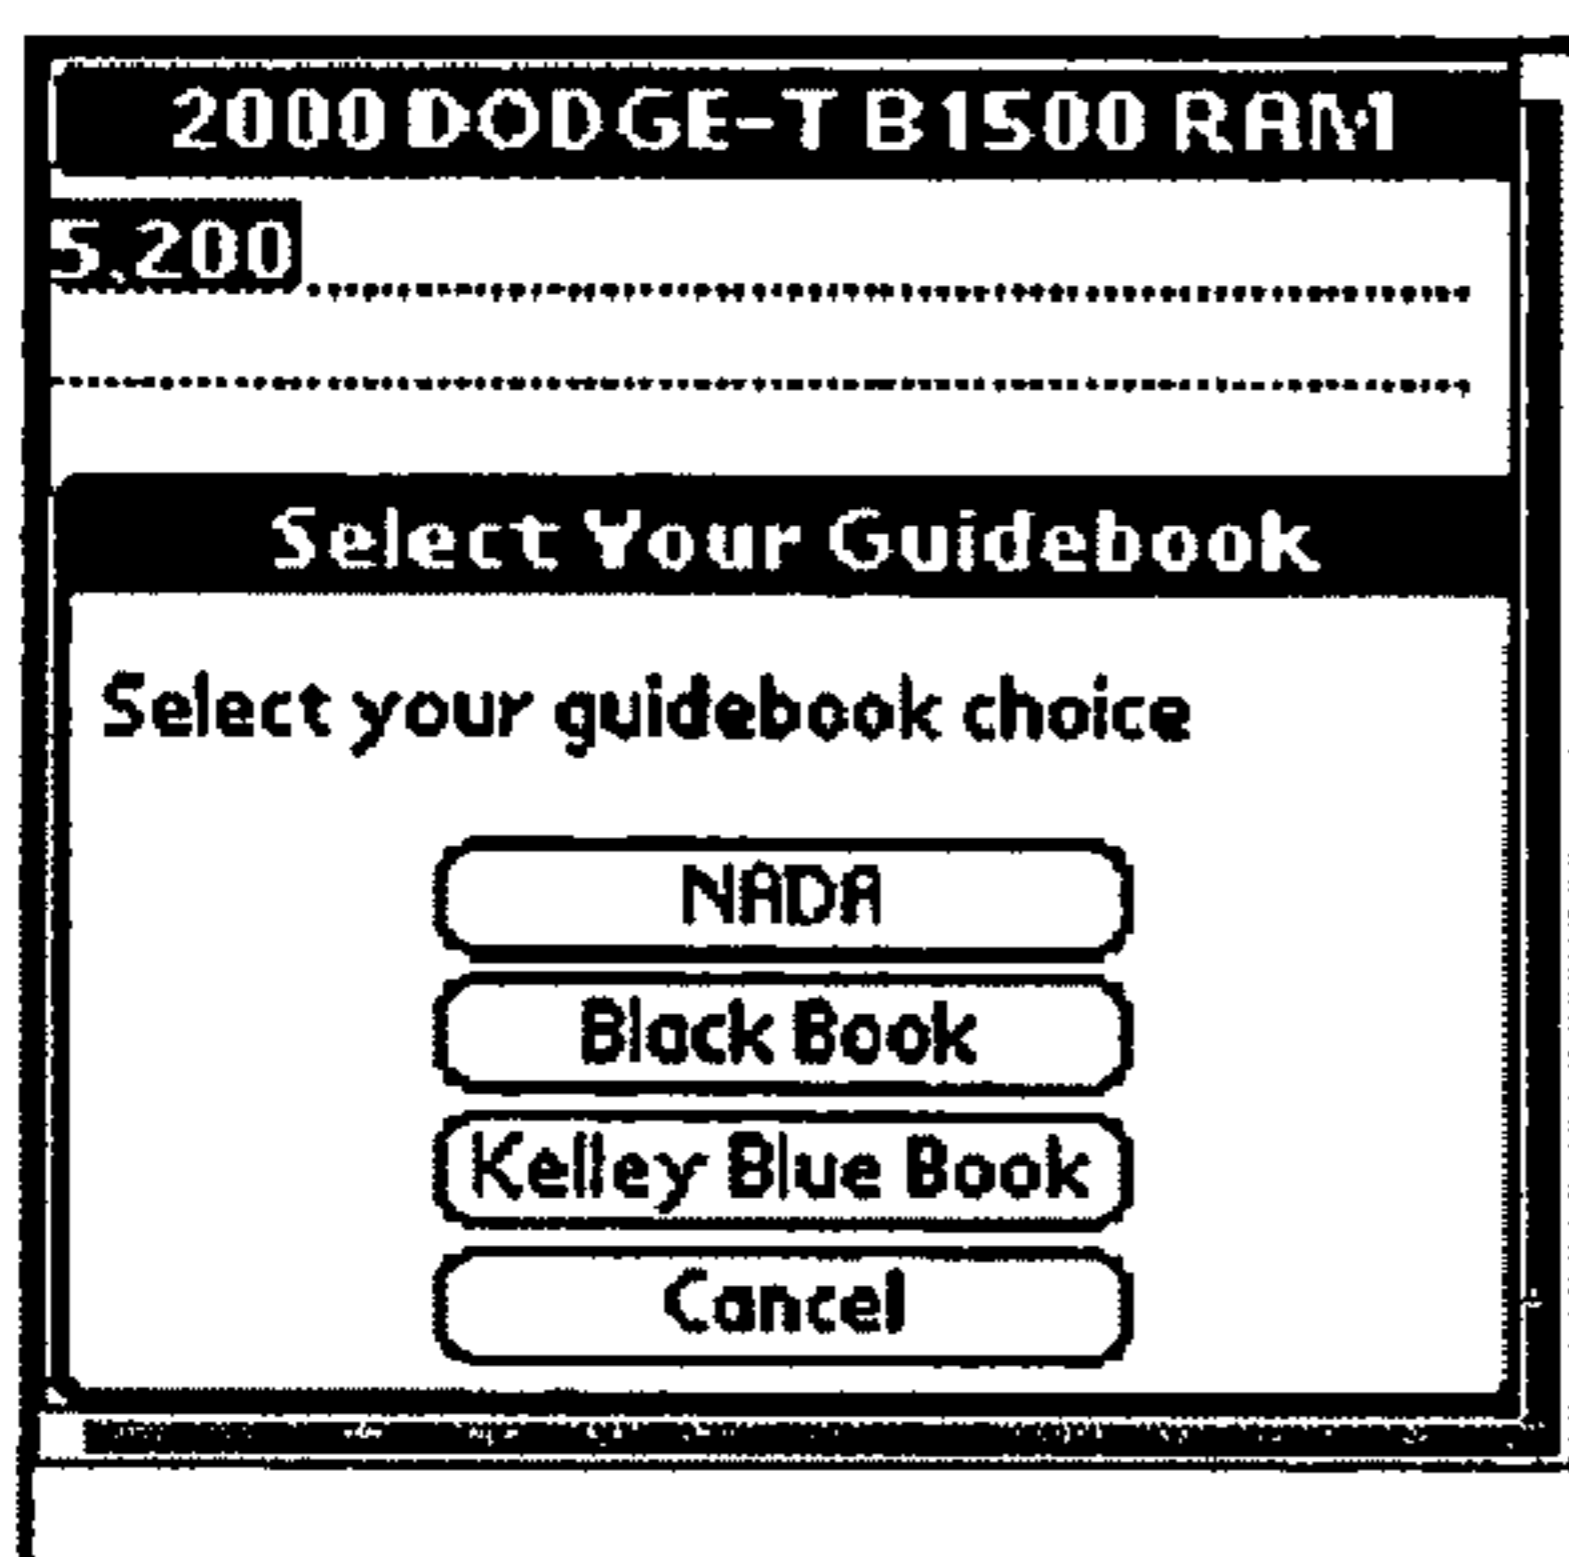 2000 DODGE-T B1500 RAM
5,200
Select Your Guidebook
Select your guidebook choice
NADA
Black Book
Kelley Blue Book
Cancel